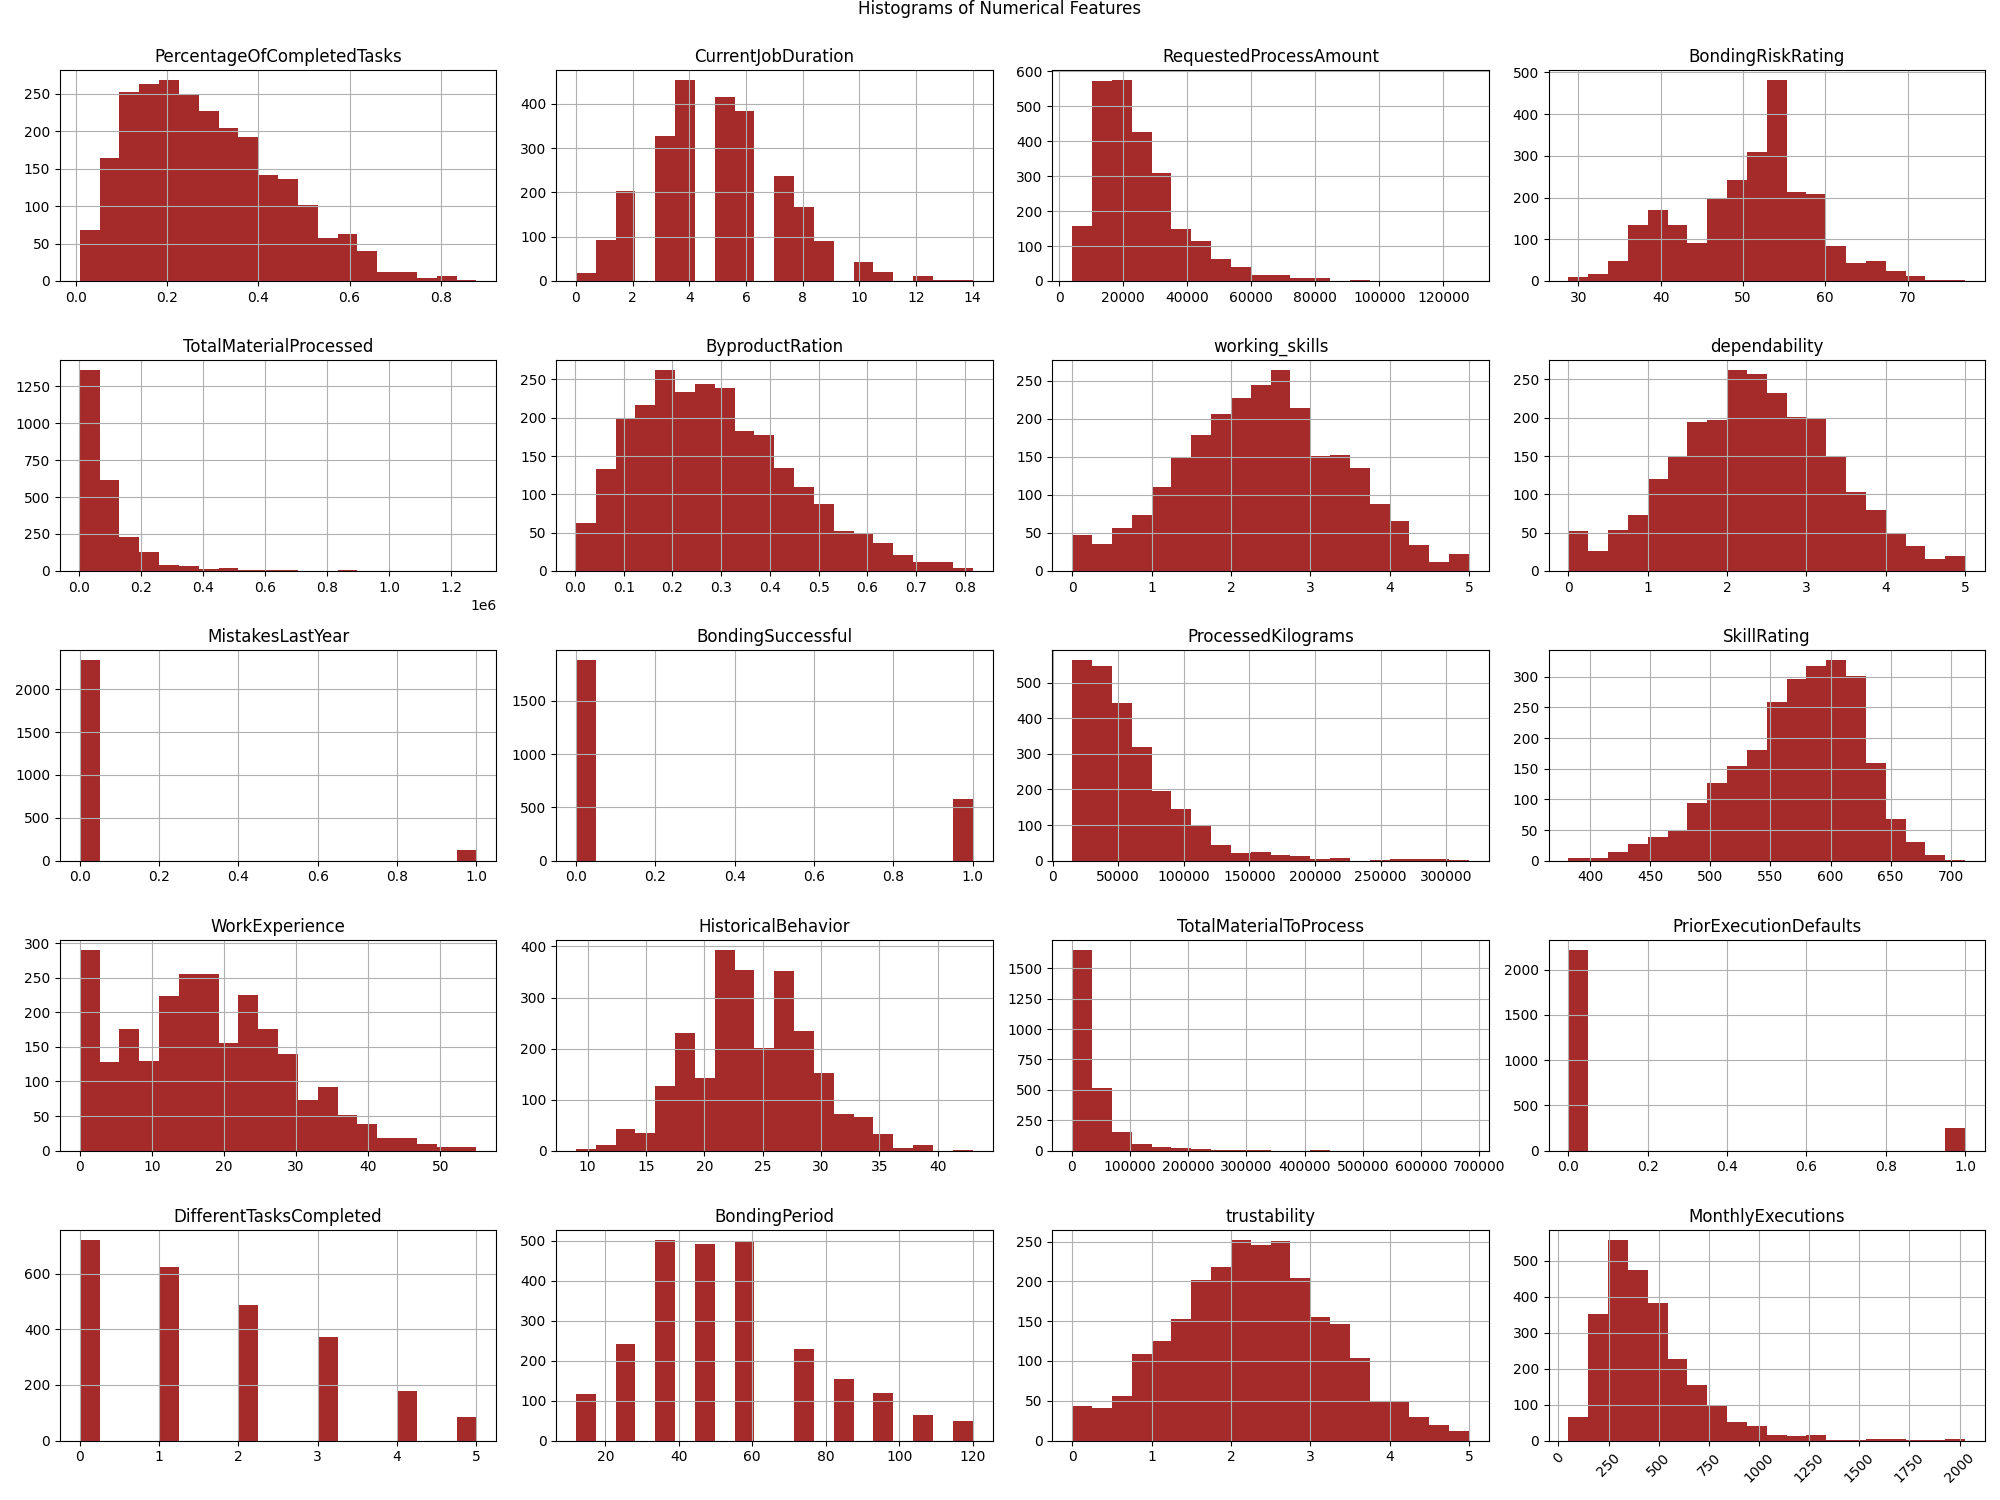 Histograms of Numerical Features
PercentageOfCompletedTasks
250
200
150
100
50
0
0.0 0.2 0.4 0.6 0.8
CurrentJobDuration
400
300
200
100
0
0 2 4 6 8 10 12 14
RequestedProcessAmount
600
500
400
300
200
100
0
0 20000 40000 60000 80000 100000 120000
BondingRiskRating
500
400
300
200
100
0
30 40 50 60 70
TotalMaterialProcessed
1250
1000
750
500
250
0
0.0 0.2 0.4 0.6 0.8 1.0 1.2
1e6
ByproductRation
250
200
150
100
50
0
0.0 0.1 0.2 0.3 0.4 0.5 0.6 0.7 0.8
working_skills
250
200
150
100
50
0
0 1 2 3 4 5
dependability
250
200
150
100
50
0
0 1 2 3 4 5
MistakesLastYear
2000
1500
1000
500
0
0.0 0.2 0.4 0.6 0.8 1.0
BondingSuccessful
1500
1000
500
0
0.0 0.2 0.4 0.6 0.8 1.0
ProcessedKilograms
500
400
300
200
100
0
0 50000 100000 150000 200000 250000 300000
SkillRating
300
250
200
150
100
50
0
400 450 500 550 600 650 700
WorkExperience
300
250
200
150
100
50
0
0 10 20 30 40 50
HistoricalBehavior
400
300
200
100
0
10 15 20 25 30 35 40
TotalMaterialToProcess
1500
1250
1000
750
500
250
0
0 100000 200000 300000 400000 500000 600000 700000
PriorExecutionDefaults
2000
1500
1000
500
0
0.0 0.2 0.4 0.6 0.8 1.0
DifferentTasksCompleted
600
400
200
0
0 1 2 3 4 5
BondingPeriod
500
400
300
200
100
0
20 40 60 80 100 120
trustability
250
200
150
100
50
0
0 1 2 3 4 5
MonthlyExecutions
500
400
300
200
100
0
0 250 500 750 1000 1250 1500 1750 2000